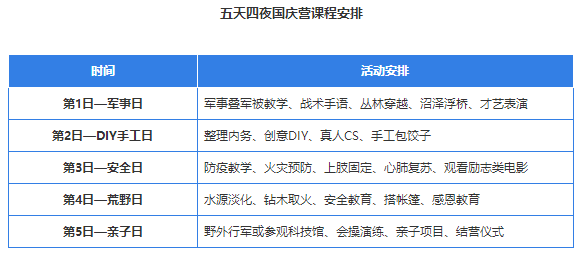 五天四夜国庆营课程安排
时间 活动安排
第1日—军事日 军事叠军被教学、战术手语、丛林穿越、沼泽浮桥、才艺表演
第2日—DIY手工日 整理内务、创意DIY、真人CS、手工包饺子
第3日—安全日 防疫教学、火灾预防、上肢固定、心肺复苏、观看励志类电影
第4日—荒野日 水源淡化、钻木取火、安全教育、搭帐篷、感恩教育
第5日—亲子日 野外行军或参观科技馆、会操演练、亲子项目、结营仪式